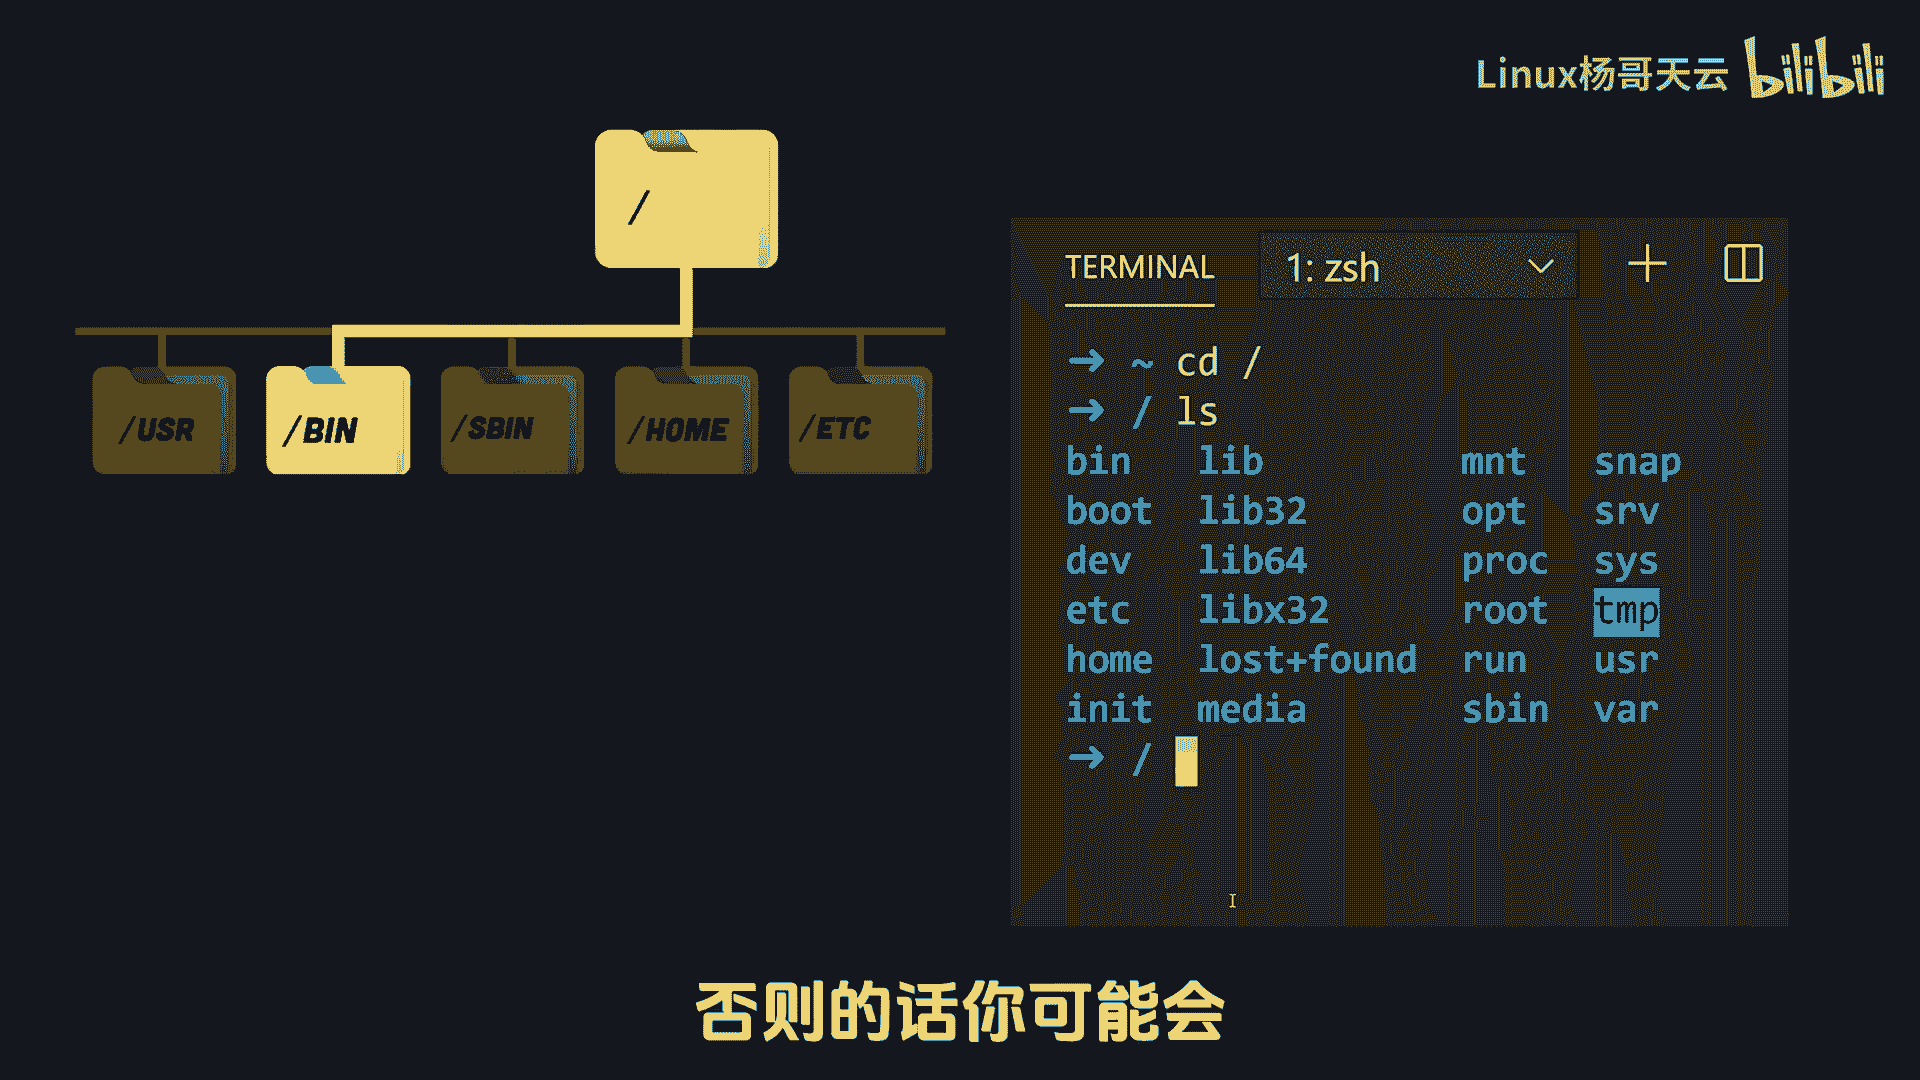 Linux杨哥天云 bilibili
/
/USR /BIN /SBIN /HOME /ETC
TERMINAL 1: zsh
→ ~ cd /
→ / ls
bin lib mnt snap
boot lib32 opt srv
dev lib64 proc sys
etc libx32 root tmp
home lost+found run usr
init media sbin var
→ /
否则的话你可能会